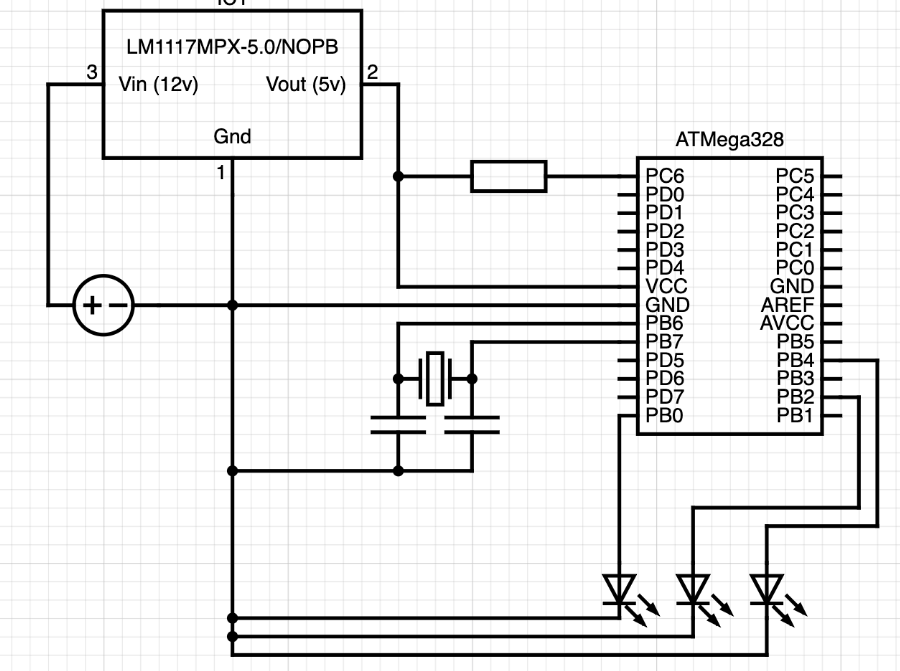 IC1
LM1117MPX-5.0/NOPB
3
Vin (12v)
Vout (5v)
2
Gnd
1
ATMega328
PC6 PC5
PD0 PC4
PD1 PC3
PD2 PC2
PD3 PC1
PD4 PC0
VCC GND
GND AREF
PB6 AVCC
PB7 PB5
PD5 PB4
PD6 PB3
PD7 PB2
PB0 PB1
+ −